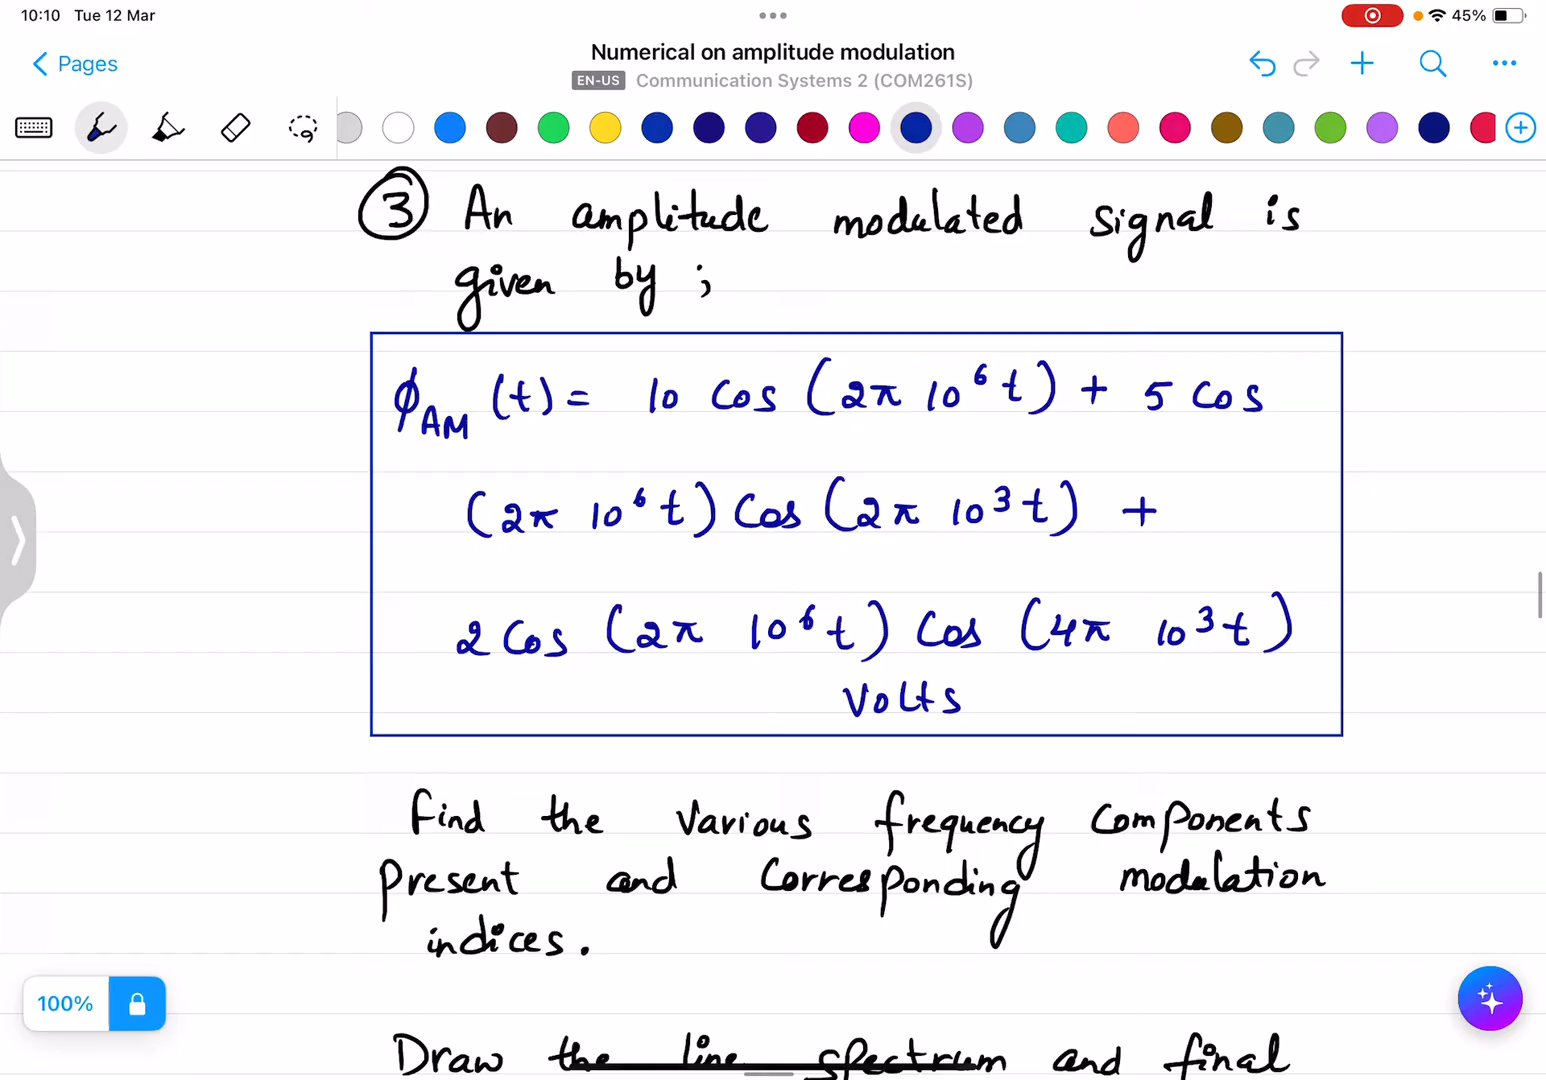 10:10 Tue 12 Mar
45%
Pages
Numerical on amplitude modulation
EN-US Communication Systems 2 (COM261S)
③ An amplitude modulated signal is
given by ;
ϕ_AM (t) = 10 cos (2π 10⁶ t) + 5 cos
(2π 10⁶ t) cos (2π 10³ t) +
2 cos (2π 10⁶ t) cos (4π 10³ t)
Volts
Find the various frequency components
present and corresponding modulation
indices.
100%
Draw the line spectrum and final